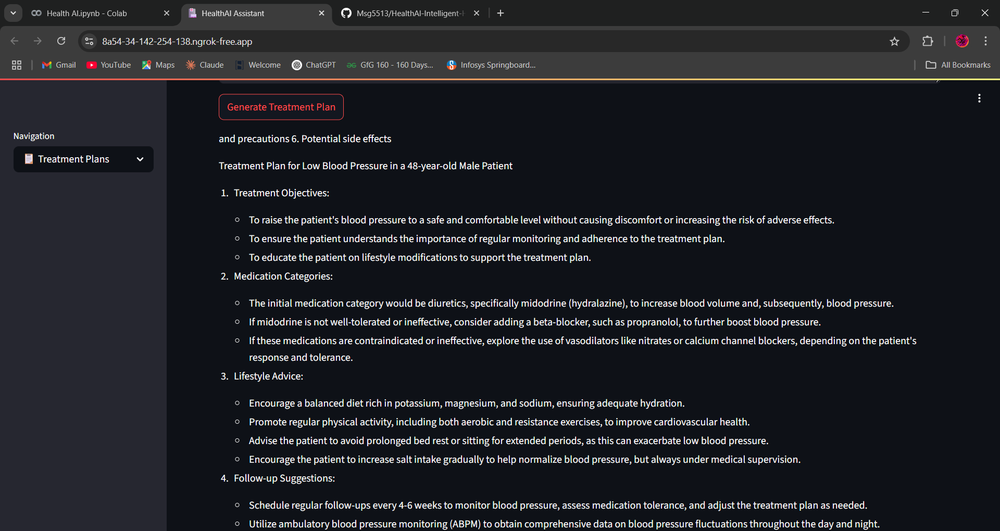 Health AI.ipynb - Colab
HealthAI Assistant
Msg5513/HealthAI-Intelligent-H
8a54-34-142-254-138.ngrok-free.app
Gmail
YouTube
Maps
Claude
Welcome
ChatGPT
GfG 160 - 160 Days...
Infosys Springboard...
All Bookmarks
Navigation
Treatment Plans
Generate Treatment Plan
and precautions 6. Potential side effects
Treatment Plan for Low Blood Pressure in a 48-year-old Male Patient
1. Treatment Objectives:
To raise the patient's blood pressure to a safe and comfortable level without causing discomfort or increasing the risk of adverse effects.
To ensure the patient understands the importance of regular monitoring and adherence to the treatment plan.
To educate the patient on lifestyle modifications to support the treatment plan.
2. Medication Categories:
The initial medication category would be diuretics, specifically midodrine (hydralazine), to increase blood volume and, subsequently, blood pressure.
If midodrine is not well-tolerated or ineffective, consider adding a beta-blocker, such as propranolol, to further boost blood pressure.
If these medications are contraindicated or ineffective, explore the use of vasodilators like nitrates or calcium channel blockers, depending on the patient's
response and tolerance.
3. Lifestyle Advice:
Encourage a balanced diet rich in potassium, magnesium, and sodium, ensuring adequate hydration.
Promote regular physical activity, including both aerobic and resistance exercises, to improve cardiovascular health.
Advise the patient to avoid prolonged bed rest or sitting for extended periods, as this can exacerbate low blood pressure.
Encourage the patient to increase salt intake gradually to help normalize blood pressure, but always under medical supervision.
4. Follow-up Suggestions:
Schedule regular follow-ups every 4-6 weeks to monitor blood pressure, assess medication tolerance, and adjust the treatment plan as needed.
Utilize ambulatory blood pressure monitoring (ABPM) to obtain comprehensive data on blood pressure fluctuations throughout the day and night.